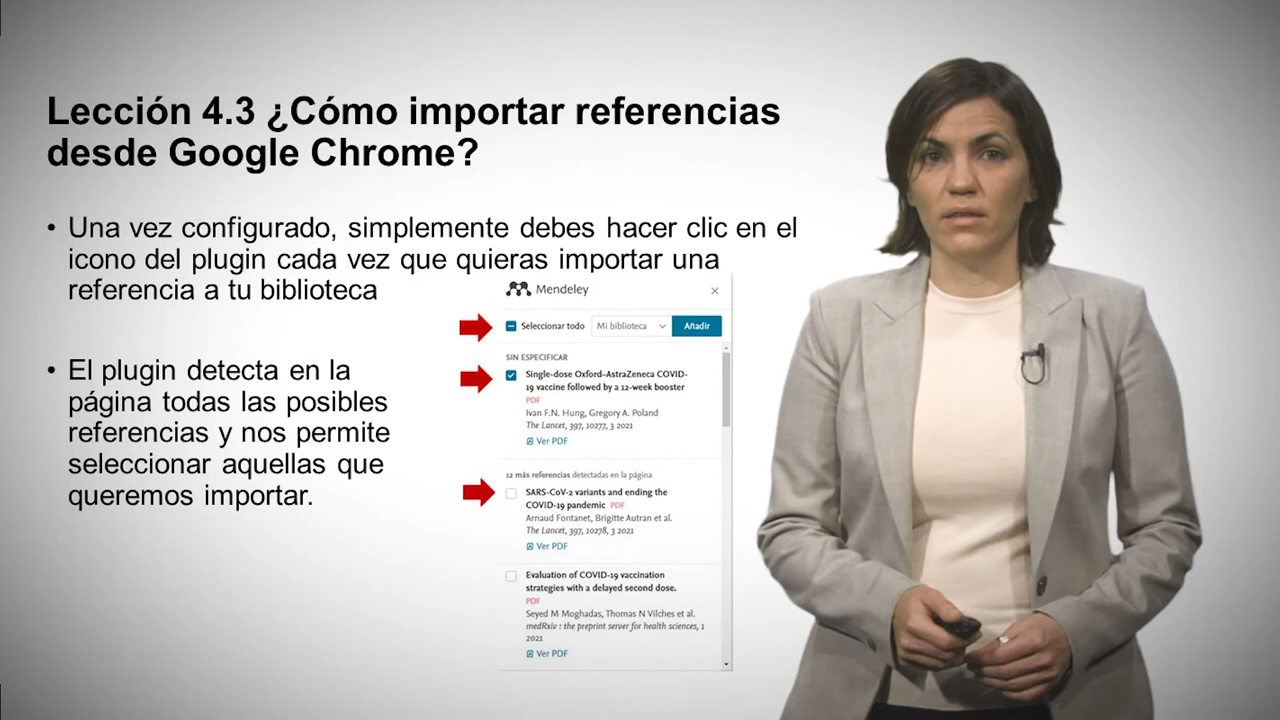 Lección 4.3 ¿Cómo importar referencias
desde Google Chrome?
• Una vez configurado, simplemente debes hacer clic en el
icono del plugin cada vez que quieras importar una
referencia a tu biblioteca
• El plugin detecta en la
página todas las posibles
referencias y nos permite
seleccionar aquellas que
queremos importar.
Mendeley
Seleccionar todo Mi biblioteca Añadir
SIN ESPECIFICAR
Single-dose Oxford–AstraZeneca COVID-
19 vaccine followed by a 12-week booster
PDF
Ivan F.N. Hung, Gregory A. Poland
The Lancet, 397, 10277, 3 2021
Ver PDF
12 más referencias detectadas en la página
SARS-CoV-2 variants and ending the
COVID-19 pandemic PDF
Arnaud Fontanet, Brigitte Autran et al.
The Lancet, 397, 10278, 3 2021
Ver PDF
Evaluation of COVID-19 vaccination
strategies with a delayed second dose.
PDF
Seyed M Moghadas, Thomas N Vilches et al.
medRxiv : the preprint server for health sciences, 1
2021
Ver PDF